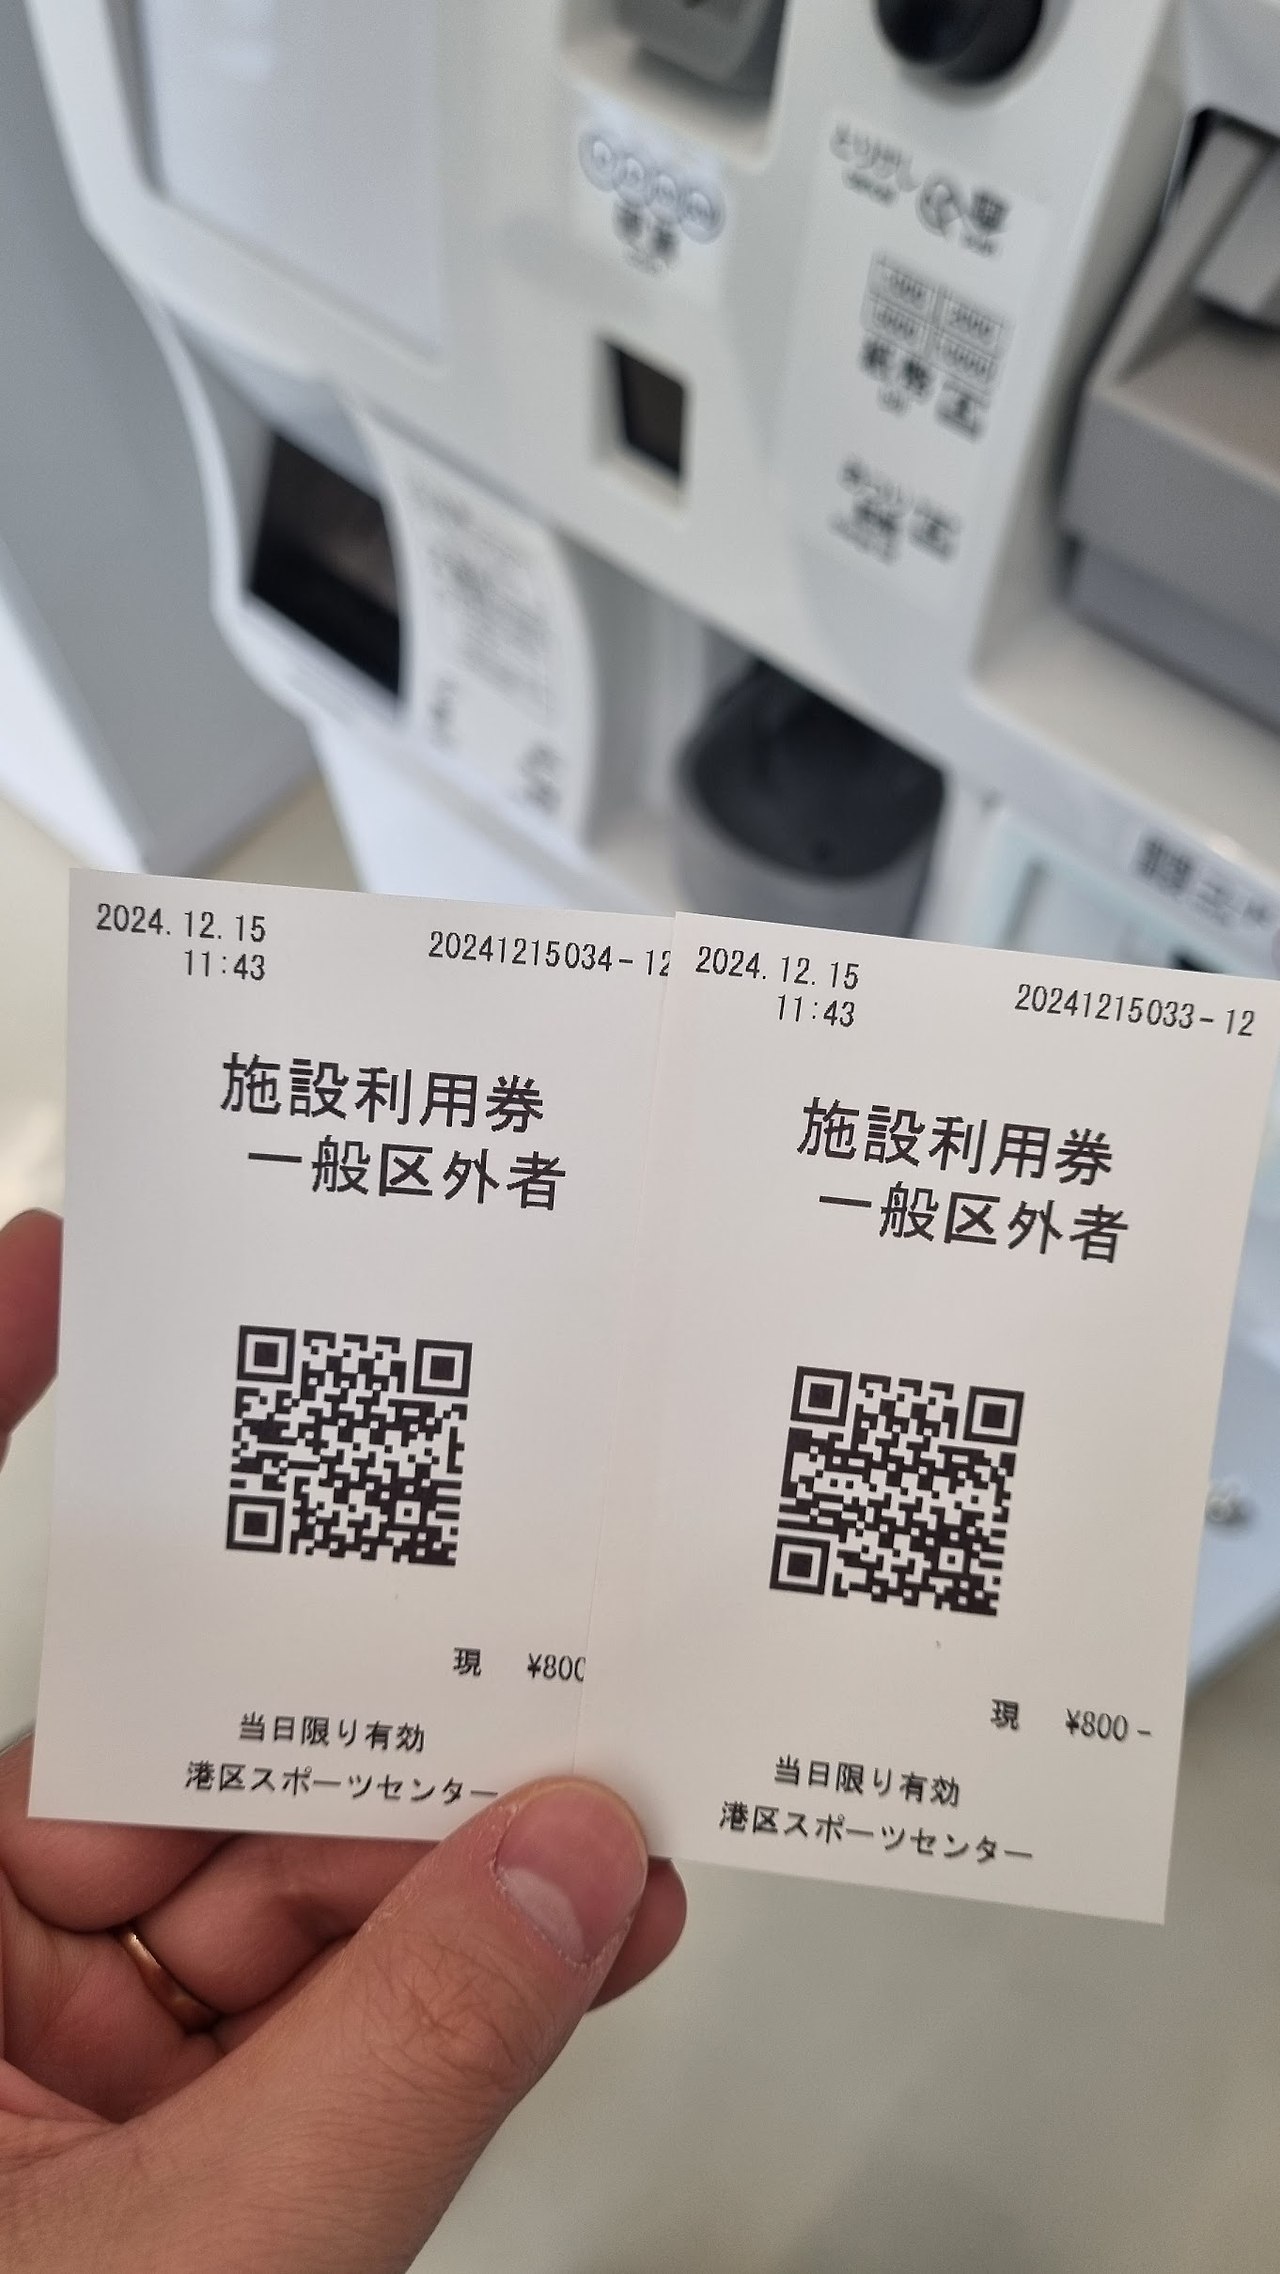 2024.12.15
11:43
20241215034-12
施設利用券
一般区外者
現 ¥800
当日限り有効
港区スポーツセンター
2024.12.15
11:43
20241215033-12
施設利用券
一般区外者
現 ¥800-
当日限り有効
港区スポーツセンター